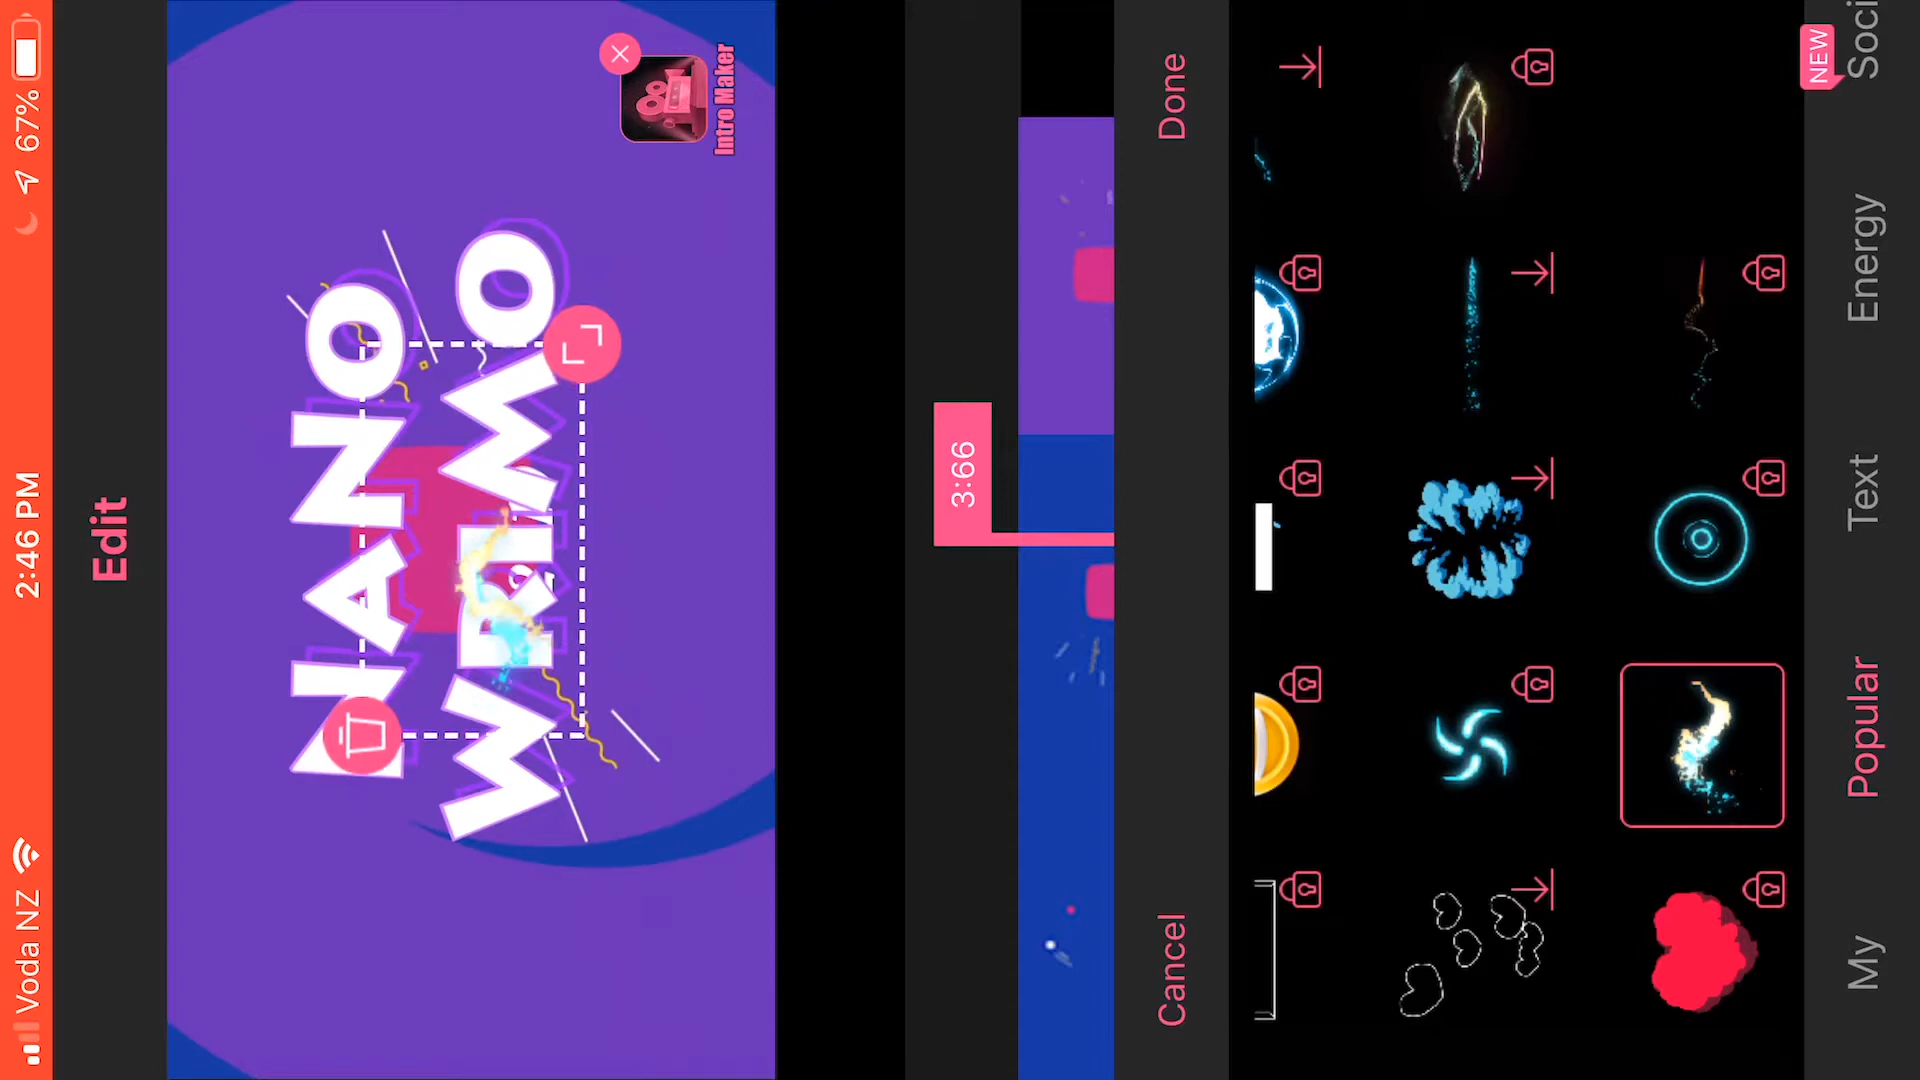 Voda NZ
2:46 PM
67%
Edit
NANO
WRIMO
Intro Maker
3:66
Cancel
Done
My
Popular
Text
Energy
Soci
NEW